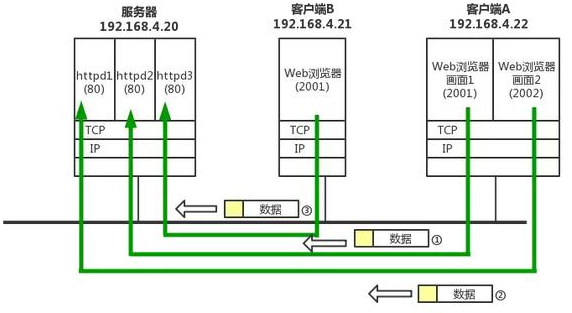 服务器
192.168.4.20
客户端B
192.168.4.21
客户端A
192.168.4.22
httpd1
(80)
httpd2
(80)
httpd3
(80)
Web浏览器
(2001)
Web浏览器
画面1
(2001)
Web浏览器
画面2
(2002)
TCP
IP
TCP
IP
TCP
IP
数据 ③
数据 ①
数据 ②